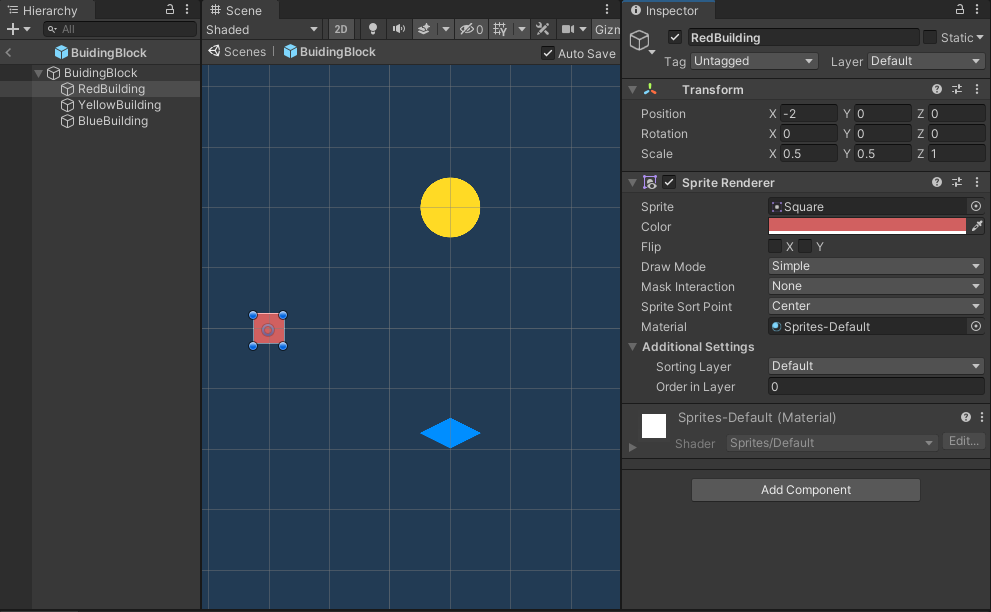 Hierarchy
All
BuidingBlock
BuidingBlock
RedBuilding
YellowBuilding
BlueBuilding
Scene
Shaded
2D
0
Gizn
Scenes | BuidingBlock
Auto Save
Inspector
RedBuilding
Static
Tag Untagged
Layer Default
Transform
Position X -2 Y 0 Z 0
Rotation X 0 Y 0 Z 0
Scale X 0.5 Y 0.5 Z 1
Sprite Renderer
Sprite Square
Color
Flip X Y
Draw Mode Simple
Mask Interaction None
Sprite Sort Point Center
Material Sprites-Default
Additional Settings
Sorting Layer Default
Order in Layer 0
Sprites-Default (Material)
Shader Sprites/Default Edit...
Add Component